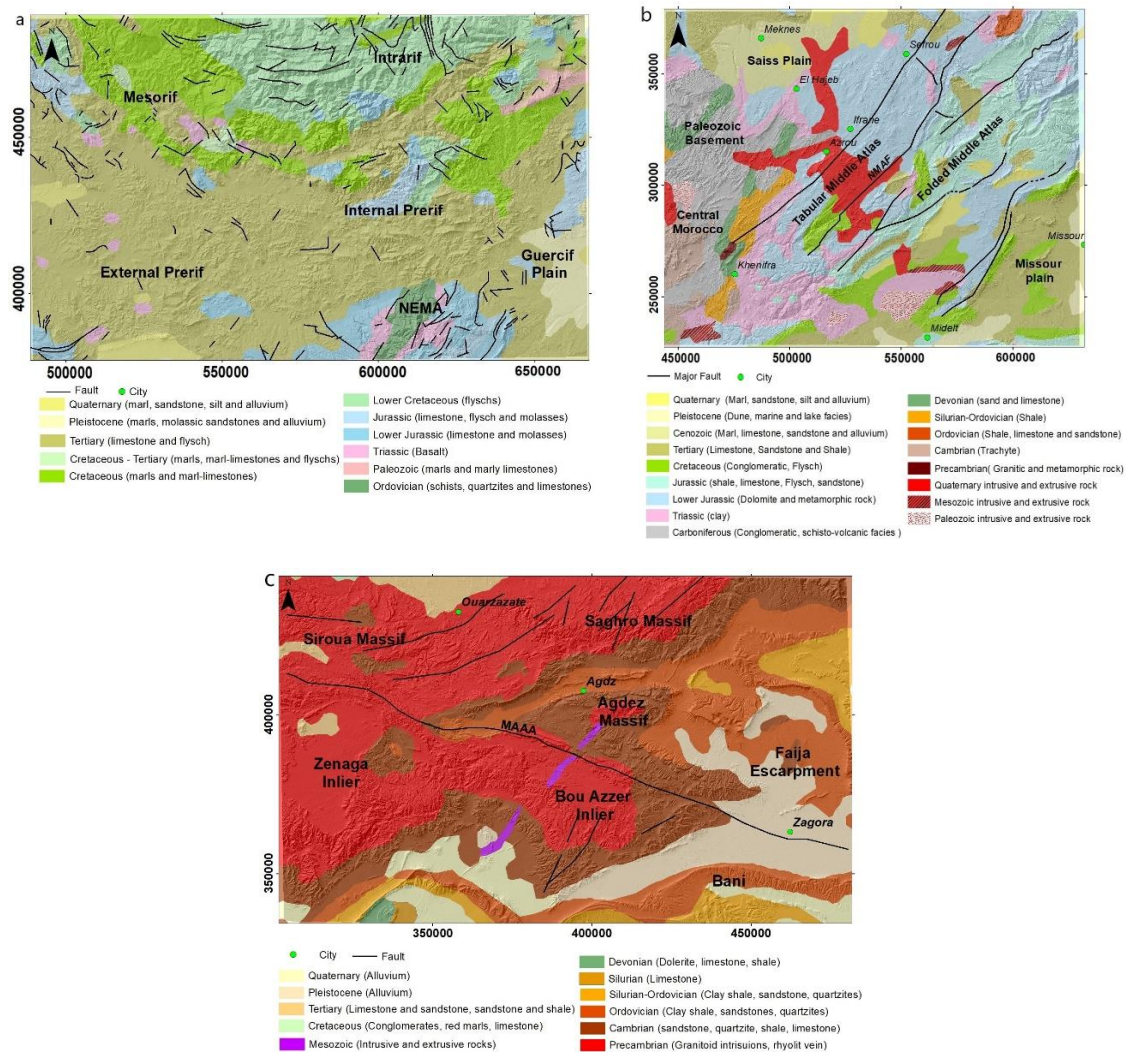 a
N
Intrarif
Mesorif
Internal Prerif
External Prerif
Guercif
Plain
NEMA
450000
400000
500000
550000
600000
650000
Fault
City
Quaternary (marl, sandstone, silt and alluvium)
Pleistocene (marls, molassic sandstones and alluvium)
Tertiary (limestone and flysch)
Cretaceous - Tertiary (marls, marl-limestones and flyschs)
Cretaceous (marls and marl-limestones)
Lower Cretaceous (flyschs)
Jurassic (limestone, flysch and molasses)
Lower Jurassic (limestone and molasses)
Triassic (Basalt)
Paleozoic (marls and marly limestones)
Ordovician (schists, quartzites and limestones)
b
N
Meknes
Sefrou
Saiss Plain
El Hajeb
Ifrane
Paleozoic
Basement
Azrou
Tabular Middle Atlas
NMAF
Folded Middle Atlas
Central
Morocco
Missour
Khenifra
Missour
plain
Midelt
350000
300000
250000
450000
500000
550000
600000
Major Fault
City
Quaternary (Marl, sandstone, silt and alluvium)
Pleistocene (Dune, marine and lake facies)
Cenozoic (Marl, limestone, sandstone and alluvium)
Tertiary (Limestone, Sandstone and Shale)
Cretaceous (Conglomeratic, Flysch)
Jurassic (shale, limestone, Flysch, sandstone)
Lower Jurassic (Dolomite and metamorphic rock)
Triassic (clay)
Carboniferous (Conglomeratic, schisto-volcanic facies )
Devonian (sand and limestone)
Silurian-Ordovician (Shale)
Ordovician (Shale, limestone and sandstone)
Cambrian (Trachyte)
Precambrian( Granitic and metamorphic rock)
Quaternary intrusive and extrusive rock
Mesozoic intrusive and extrusive rock
Paleozoic intrusive and extrusive rock
C
N
Ouarzazate
Siroua Massif
Saghro Massif
Agdz
Agdez
Massif
MAAA
Zenaga
Inlier
Faija
Escarpment
Bou Azzer
Inlier
Zagora
Bani
400000
350000
350000
400000
450000
City
Fault
Quaternary (Alluvium)
Pleistocene (Alluvium)
Tertiary (Limestone and sandstone, sandstone and shale)
Cretaceous (Conglomerates, red marls, limestone)
Mesozoic (Intrusive and extrusive rocks)
Devonian (Dolerite, limestone, shale)
Silurian (Limestone)
Silurian-Ordovician (Clay shale, sandstone, quartzites)
Ordovician (Clay shale, sandstones, quartzites)
Cambrian (sandstone, quartzite, shale, limestone)
Precambrian (Granitoid intrisuions, rhyolit vein)